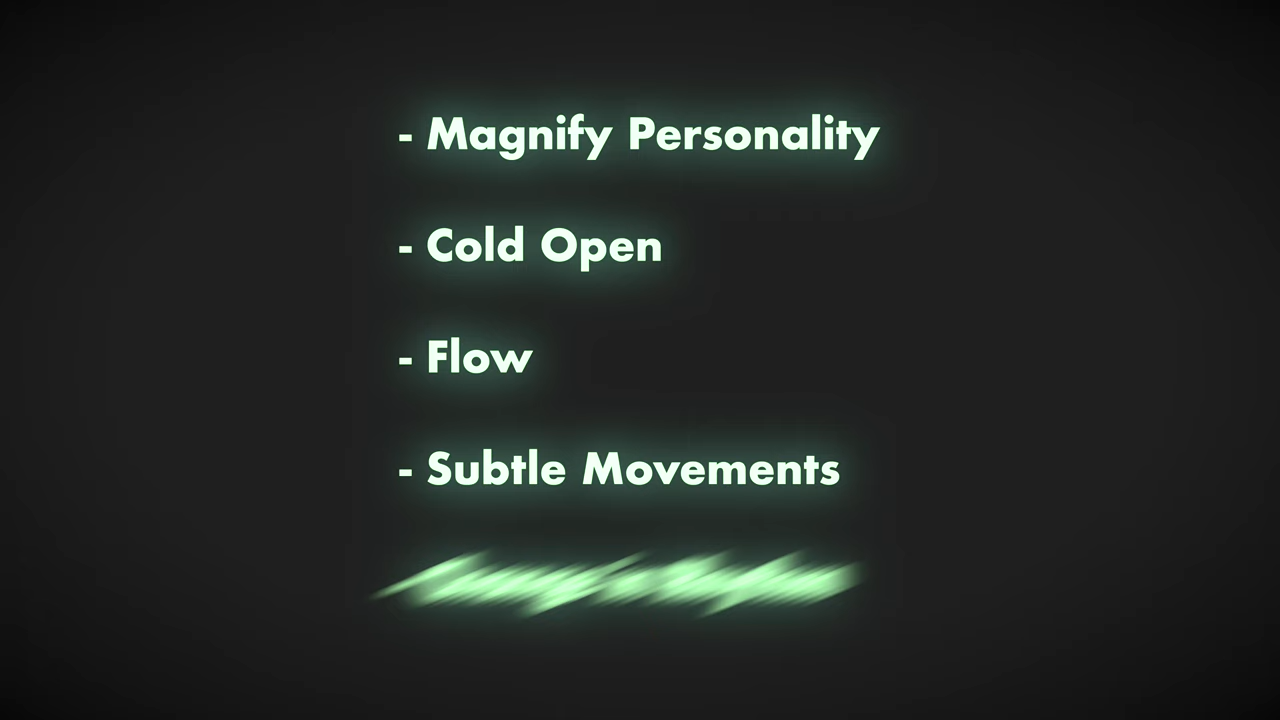 - Magnify Personality
- Cold Open
- Flow
- Subtle Movements